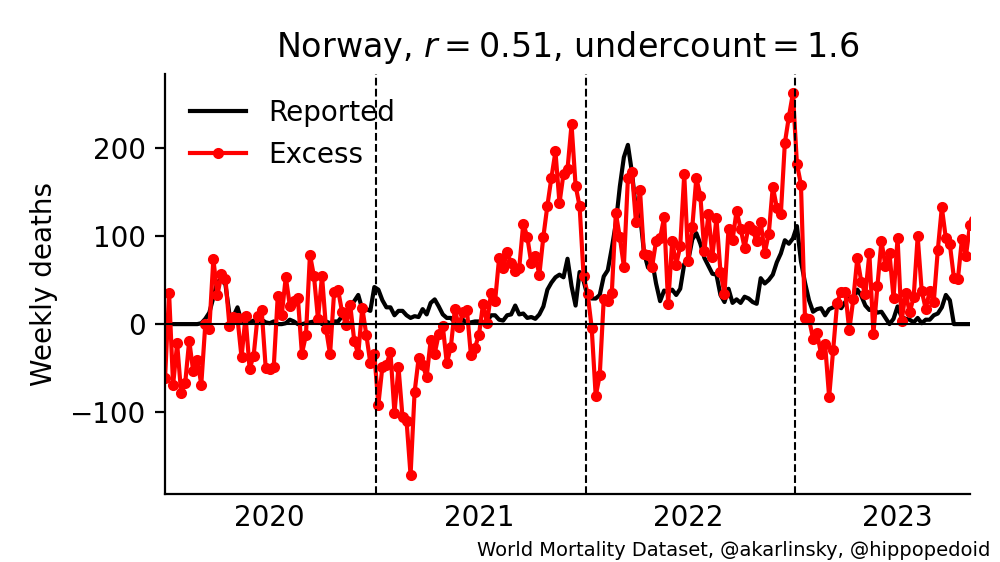 Norway, r = 0.51, undercount = 1.6
Reported
Excess
Weekly deaths
200
100
0
−100
2020 2021 2022 2023
World Mortality Dataset, @akarlinsky, @hippopedoid